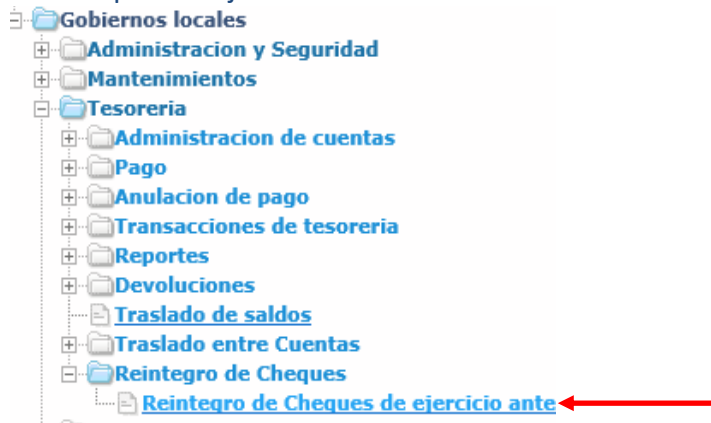 Gobiernos locales
Administracion y Seguridad
Mantenimientos
Tesoreria
Administracion de cuentas
Pago
Anulacion de pago
Transacciones de tesoreria
Reportes
Devoluciones
Traslado de saldos
Traslado entre Cuentas
Reintegro de Cheques
Reintegro de Cheques de ejercicio ante